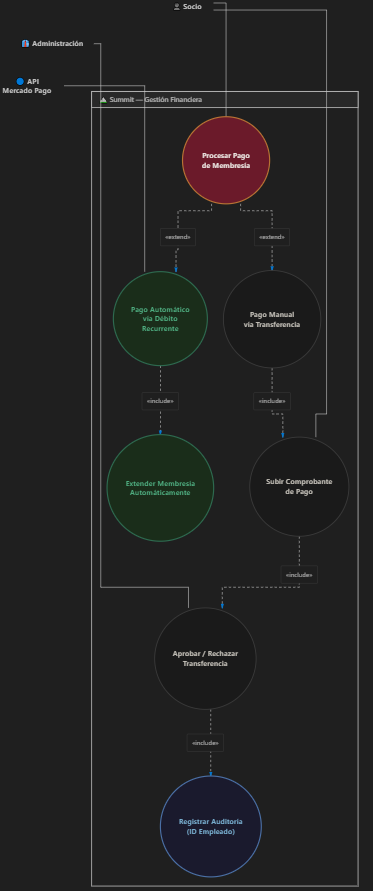 Socio
Administración
API
Mercado Pago
Summit — Gestión Financiera
Procesar Pago
de Membresía
«extend»
«extend»
Pago Automático
vía Débito
Recurrente
Pago Manual
vía Transferencia
«include»
«include»
Extender Membresía
Automáticamente
Subir Comprobante
de Pago
«include»
Aprobar / Rechazar
Transferencia
«include»
Registrar Auditoría
(ID Empleado)